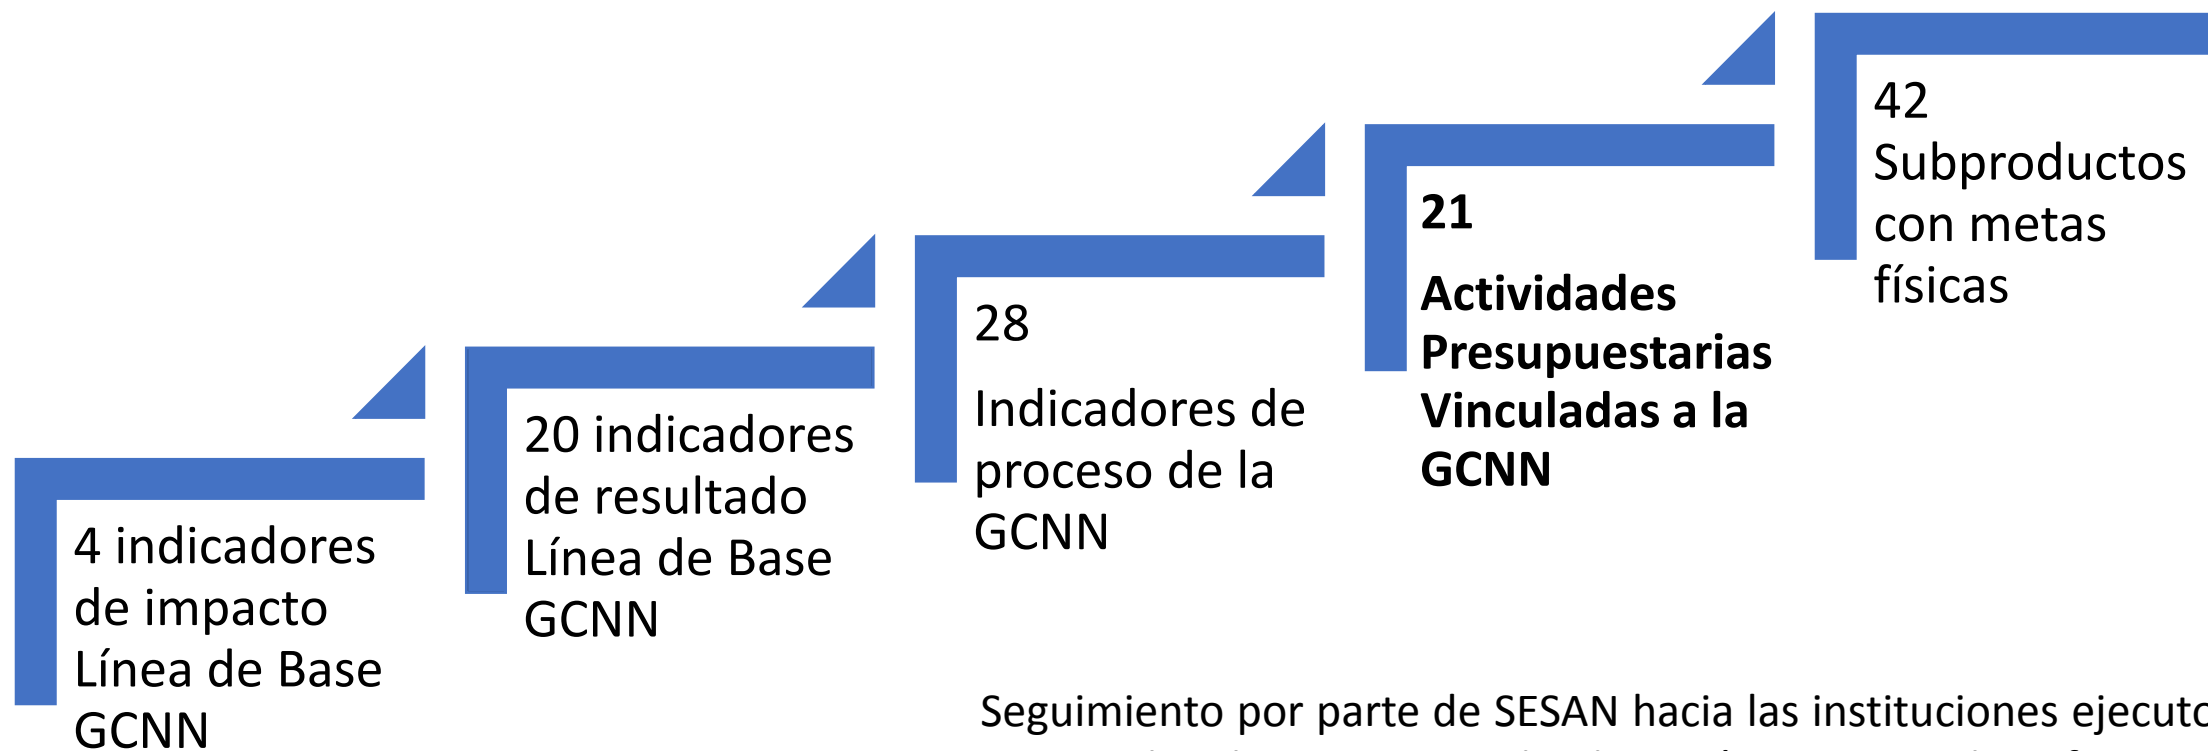 4 indicadores
de impacto
Línea de Base
GCNN
20 indicadores
de resultado
Línea de Base
GCNN
28
Indicadores de
proceso de la
GCNN
21
Actividades
Presupuestarias
Vinculadas a la
GCNN
42
Subproductos
con metas
físicas
Seguimiento por parte de SESAN hacia las instituciones